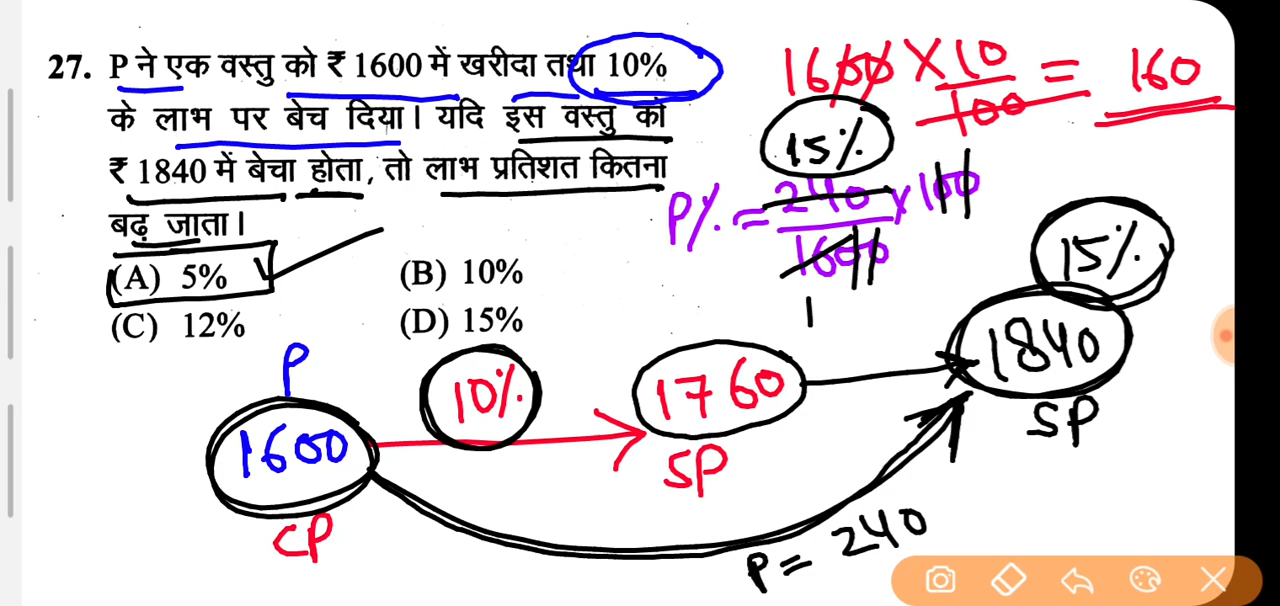 27. P ने एक वस्तु को ₹ 1600 में खरीदा तथा 10%
के लाभ पर बेच दिया। यदि इस वस्तु को
₹ 1840 में बेचा होता, तो लाभ प्रतिशत कितना
बढ़ जाता।
(A) 5% (B) 10%
(C) 12% (D) 15%
1600 × 10/100 = 160
15%
P% = 240/1600 × 100
1
15%
P
10%
1600
1760
1840
CP
SP
SP
P = 240